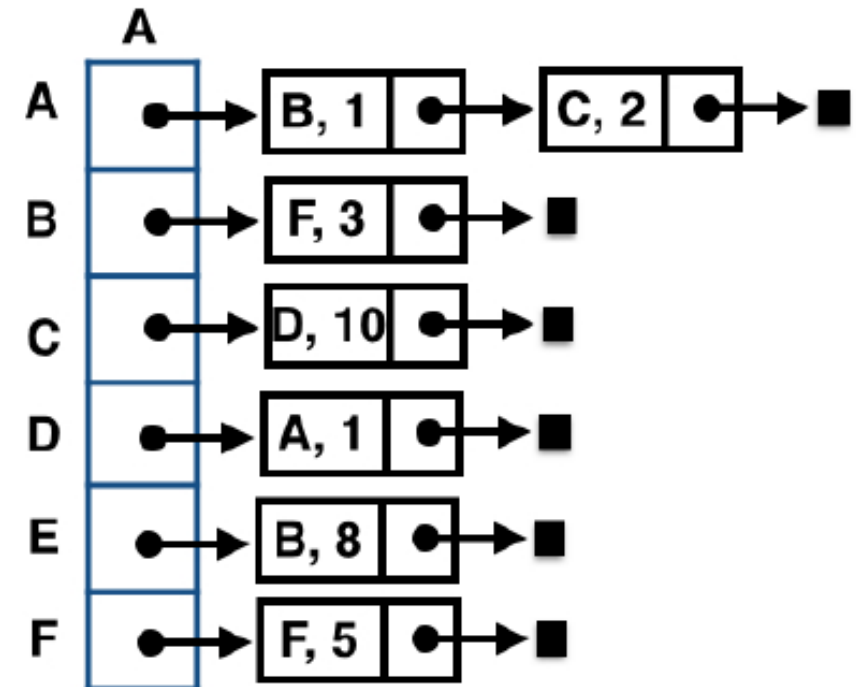 A
A B, 1 C, 2
B F, 3
C D, 10
D A, 1
E B, 8
F F, 5